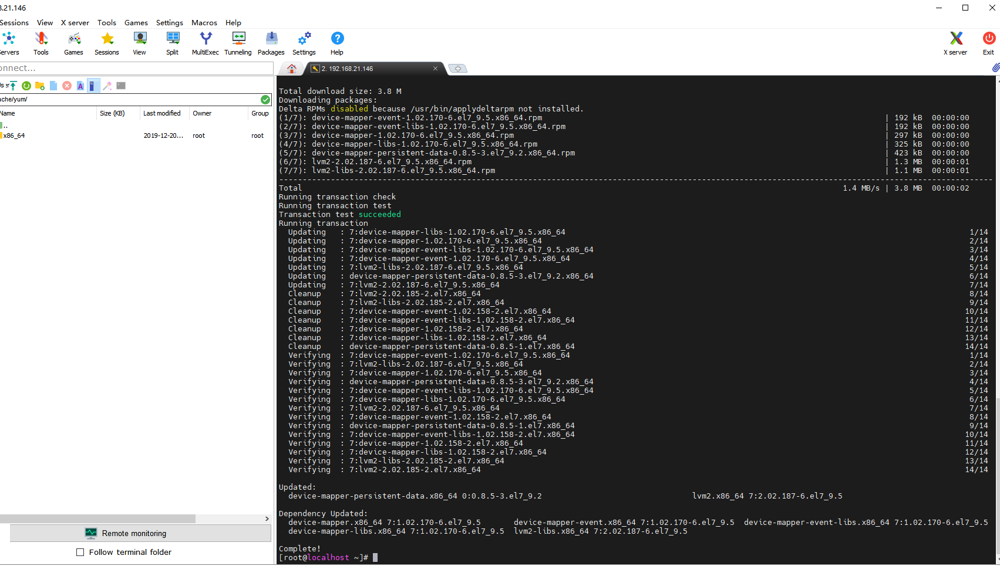 3.21.146
Sessions View X server Tools Games Settings Macros Help
Servers Tools Games Sessions View Split MultiExec Tunneling Packages Settings Help X server Exit
onnect...
2. 192.168.21.146
ache/yum/
Name Size (KB) Last modified Owner Group
..
x86_64 2019-12-20... root root
Remote monitoring
Follow terminal folder
Total download size: 3.8 M
Downloading packages:
Delta RPMs disabled because /usr/bin/applydeltarpm not installed.
(1/7): device-mapper-event-1.02.170-6.el7_9.5.x86_64.rpm | 192 kB 00:00:00
(2/7): device-mapper-event-libs-1.02.170-6.el7_9.5.x86_64.rpm | 192 kB 00:00:00
(3/7): device-mapper-1.02.170-6.el7_9.5.x86_64.rpm | 297 kB 00:00:00
(4/7): device-mapper-libs-1.02.170-6.el7_9.5.x86_64.rpm | 325 kB 00:00:00
(5/7): device-mapper-persistent-data-0.8.5-3.el7_9.2.x86_64.rpm | 423 kB 00:00:00
(6/7): lvm2-2.02.187-6.el7_9.5.x86_64.rpm | 1.3 MB 00:00:01
(7/7): lvm2-libs-2.02.187-6.el7_9.5.x86_64.rpm | 1.1 MB 00:00:01
Total 1.4 MB/s | 3.8 MB 00:00:02
Running transaction check
Running transaction test
Transaction test succeeded
Running transaction
Updating : 7:device-mapper-libs-1.02.170-6.el7_9.5.x86_64 1/14
Updating : 7:device-mapper-1.02.170-6.el7_9.5.x86_64 2/14
Updating : 7:device-mapper-event-libs-1.02.170-6.el7_9.5.x86_64 3/14
Updating : 7:device-mapper-event-1.02.170-6.el7_9.5.x86_64 4/14
Updating : 7:lvm2-libs-2.02.187-6.el7_9.5.x86_64 5/14
Updating : device-mapper-persistent-data-0.8.5-3.el7_9.2.x86_64 6/14
Updating : 7:lvm2-2.02.187-6.el7_9.5.x86_64 7/14
Cleanup : 7:lvm2-2.02.185-2.el7.x86_64 8/14
Cleanup : 7:lvm2-libs-2.02.185-2.el7.x86_64 9/14
Cleanup : 7:device-mapper-event-1.02.158-2.el7.x86_64 10/14
Cleanup : 7:device-mapper-event-libs-1.02.158-2.el7.x86_64 11/14
Cleanup : 7:device-mapper-1.02.158-2.el7.x86_64 12/14
Cleanup : 7:device-mapper-libs-1.02.158-2.el7.x86_64 13/14
Cleanup : device-mapper-persistent-data-0.8.5-1.el7.x86_64 14/14
Verifying : 7:device-mapper-event-1.02.170-6.el7_9.5.x86_64 1/14
Verifying : 7:lvm2-libs-2.02.187-6.el7_9.5.x86_64 2/14
Verifying : 7:device-mapper-1.02.170-6.el7_9.5.x86_64 3/14
Verifying : device-mapper-persistent-data-0.8.5-3.el7_9.2.x86_64 4/14
Verifying : 7:device-mapper-event-libs-1.02.170-6.el7_9.5.x86_64 5/14
Verifying : 7:device-mapper-libs-1.02.170-6.el7_9.5.x86_64 6/14
Verifying : 7:lvm2-2.02.187-6.el7_9.5.x86_64 7/14
Verifying : 7:device-mapper-event-1.02.158-2.el7.x86_64 8/14
Verifying : device-mapper-persistent-data-0.8.5-1.el7.x86_64 9/14
Verifying : 7:device-mapper-event-libs-1.02.158-2.el7.x86_64 10/14
Verifying : 7:device-mapper-1.02.158-2.el7.x86_64 11/14
Verifying : 7:device-mapper-libs-1.02.158-2.el7.x86_64 12/14
Verifying : 7:lvm2-libs-2.02.185-2.el7.x86_64 13/14
Verifying : 7:lvm2-2.02.185-2.el7.x86_64 14/14
Updated:
device-mapper-persistent-data.x86_64 0:0.8.5-3.el7_9.2 lvm2.x86_64 7:2.02.187-6.el7_9.5
Dependency Updated:
device-mapper.x86_64 7:1.02.170-6.el7_9.5 device-mapper-event.x86_64 7:1.02.170-6.el7_9.5 device-mapper-event-libs.x86_64 7:1.02.170-6.el7_9.5
device-mapper-libs.x86_64 7:1.02.170-6.el7_9.5 lvm2-libs.x86_64 7:2.02.187-6.el7_9.5
Complete!
[root@localhost ~]#